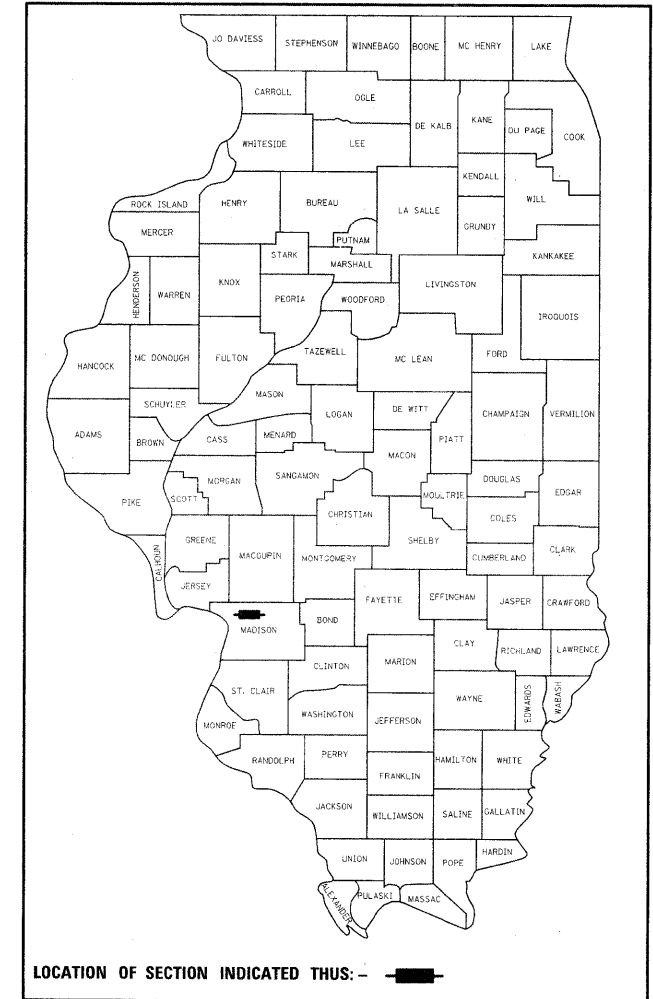 JO DAVIESS STEPHENSON WINNEBAGO BOONE MC HENRY LAKE
CARROLL OGLE DE KALB KANE DU PAGE COOK
WHITESIDE LEE
KENDALL
ROCK ISLAND HENRY BUREAU LA SALLE GRUNDY WILL
MERCER PUTNAM
STARK MARSHALL KANKAKEE
HENDERSON WARREN KNOX PEORIA WOODFORD LIVINGSTON IROQUOIS
HANCOCK MC DONOUGH FULTON TAZEWELL MC LEAN FORD
MASON
SCHUYLER LOGAN DE WITT CHAMPAIGN VERMILION
ADAMS BROWN CASS MENARD MACON PIATT
PIKE SCOTT MORGAN SANGAMON MOULTRIE DOUGLAS EDGAR
CHRISTIAN COLES
CALHOUN GREENE MACOUPIN MONTGOMERY SHELBY CUMBERLAND CLARK
JERSEY FAYETTE EFFINGHAM JASPER CRAWFORD
MADISON BOND
CLAY RICHLAND LAWRENCE
CLINTON MARION
ST. CLAIR WAYNE EDWARDS WABASH
MONROE WASHINGTON JEFFERSON
RANDOLPH PERRY HAMILTON WHITE
FRANKLIN
JACKSON WILLIAMSON SALINE GALLATIN
UNION JOHNSON POPE HARDIN
ALEXANDER PULASKI MASSAC
LOCATION OF SECTION INDICATED THUS: –